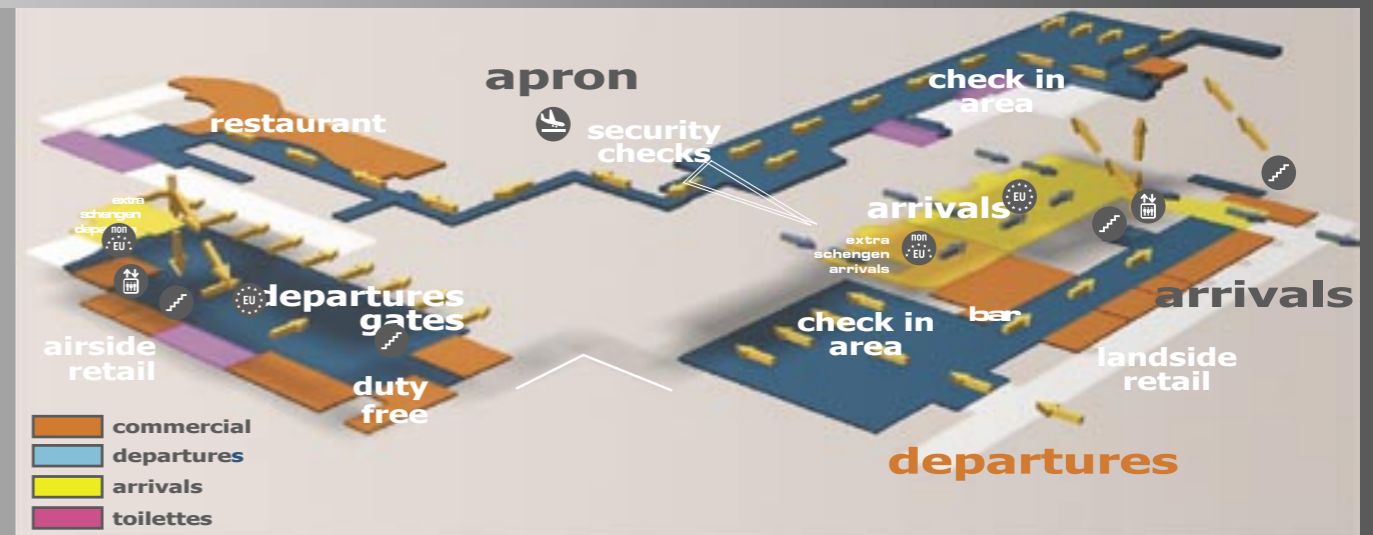 apron
restaurant
security
checks
check in
area
extra
schengen
non
EU
EU
departures
gates
airside
retail
duty
free
arrivals
EU
extra
schengen
arrivals
non
EU
check in
area
bar
arrivals
landside
retail
departures
commercial
departures
arrivals
toilettes